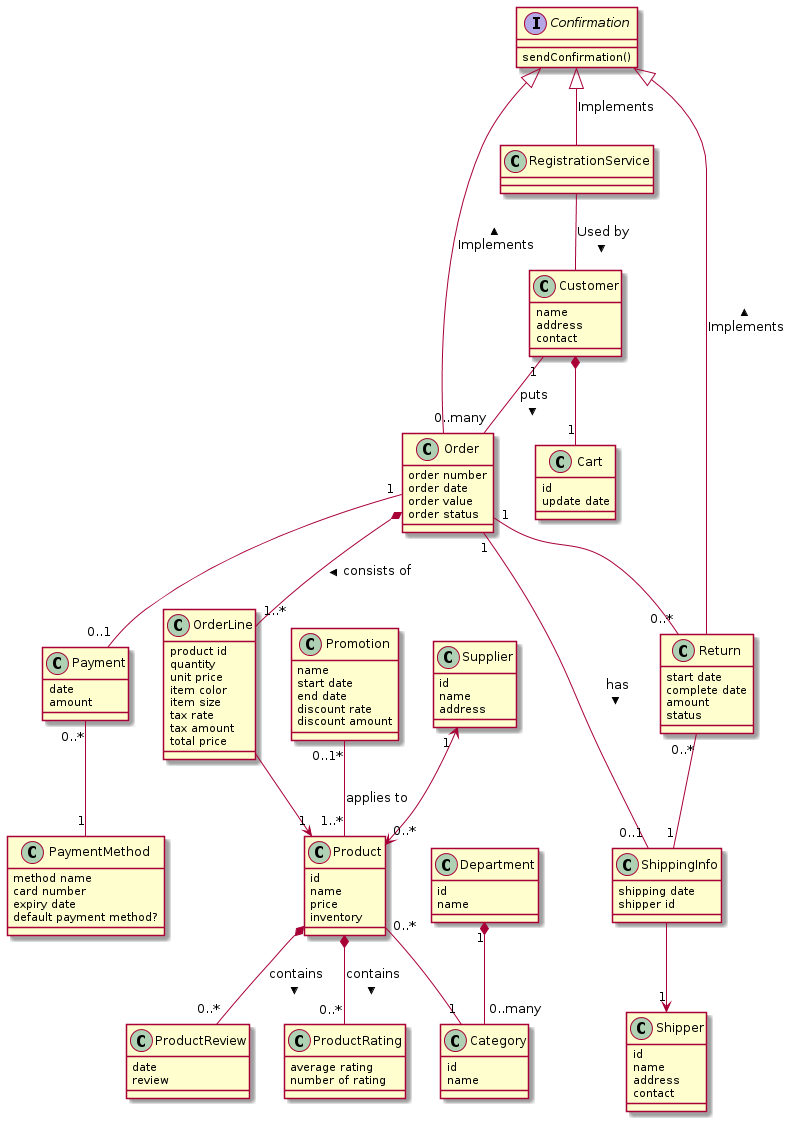 I Confirmation
sendConfirmation()
Implements
C RegistrationService
▲
Implements
Used by
▼
C Customer
name
address
contact
▲
Implements
1
puts
▼
0..many
1
C Order
order number
order date
order value
order status
C Cart
id
update date
1
1
1
◄ consists of
0..1
1..*
0..*
C Payment
date
amount
C OrderLine
product id
quantity
unit price
item color
item size
tax rate
tax amount
total price
C Promotion
name
start date
end date
discount rate
discount amount
C Supplier
id
name
address
has
▼
C Return
start date
complete date
amount
status
0..*
0..1*
1
0..*
applies to
1
1
1..*
0..*
0..1
1
C PaymentMethod
method name
card number
expiry date
default payment method?
C Product
id
name
price
inventory
C Department
id
name
C ShippingInfo
shipping date
shipper id
0..*
1
contains
▼
contains
▼
0..*
0..*
1
0..many
1
C ProductReview
date
review
C ProductRating
average rating
number of rating
C Category
id
name
C Shipper
id
name
address
contact